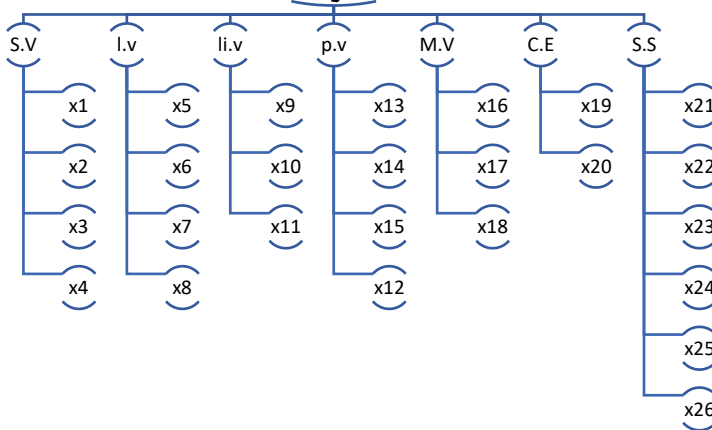 S.V l.v li.v p.v M.V C.E S.S
x1 x5 x9 x13 x16 x19 x21
x2 x6 x10 x14 x17 x20 x22
x3 x7 x11 x15 x18 x23
x4 x8 x12 x24
x25
x26